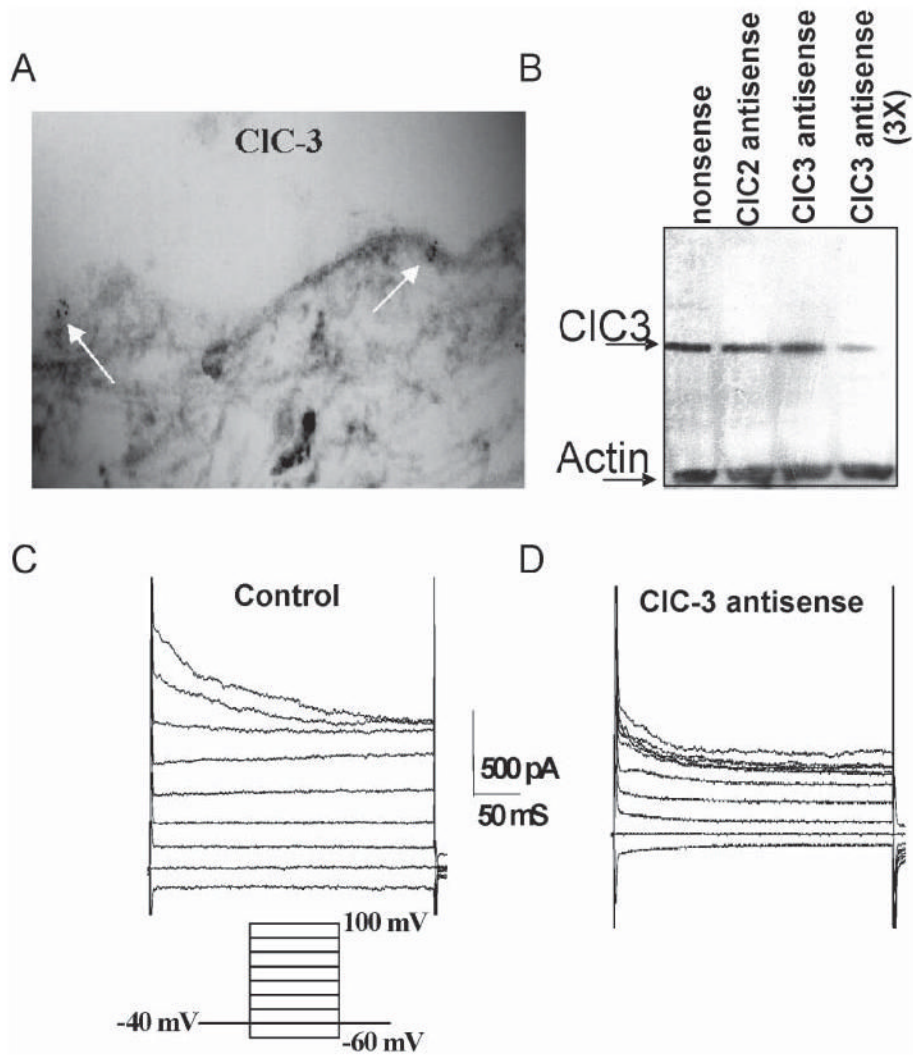 A
ClC-3
B
nonsense
ClC2 antisense
ClC3 antisense
ClC3 antisense
(3X)
ClC3
Actin
C
Control
500 pA
50 mS
100 mV
-40 mV
-60 mV
D
ClC-3 antisense